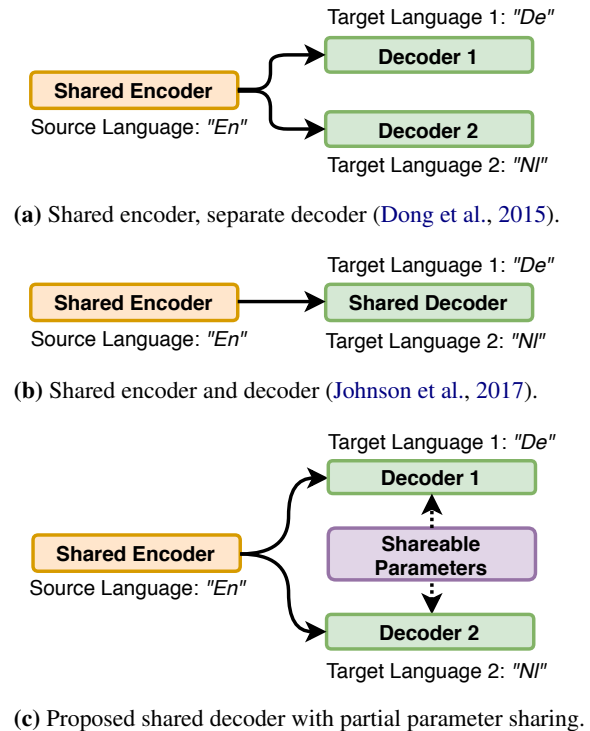 Target Language 1: "De"
Decoder 1
Shared Encoder
Source Language: "En"
Decoder 2
Target Language 2: "Nl"
(a) Shared encoder, separate decoder (Dong et al., 2015).
Target Language 1: "De"
Shared Encoder
Shared Decoder
Source Language: "En"
Target Language 2: "Nl"
(b) Shared encoder and decoder (Johnson et al., 2017).
Target Language 1: "De"
Decoder 1
Shared Encoder
Source Language: "En"
Shareable
Parameters
Decoder 2
Target Language 2: "Nl"
(c) Proposed shared decoder with partial parameter sharing.